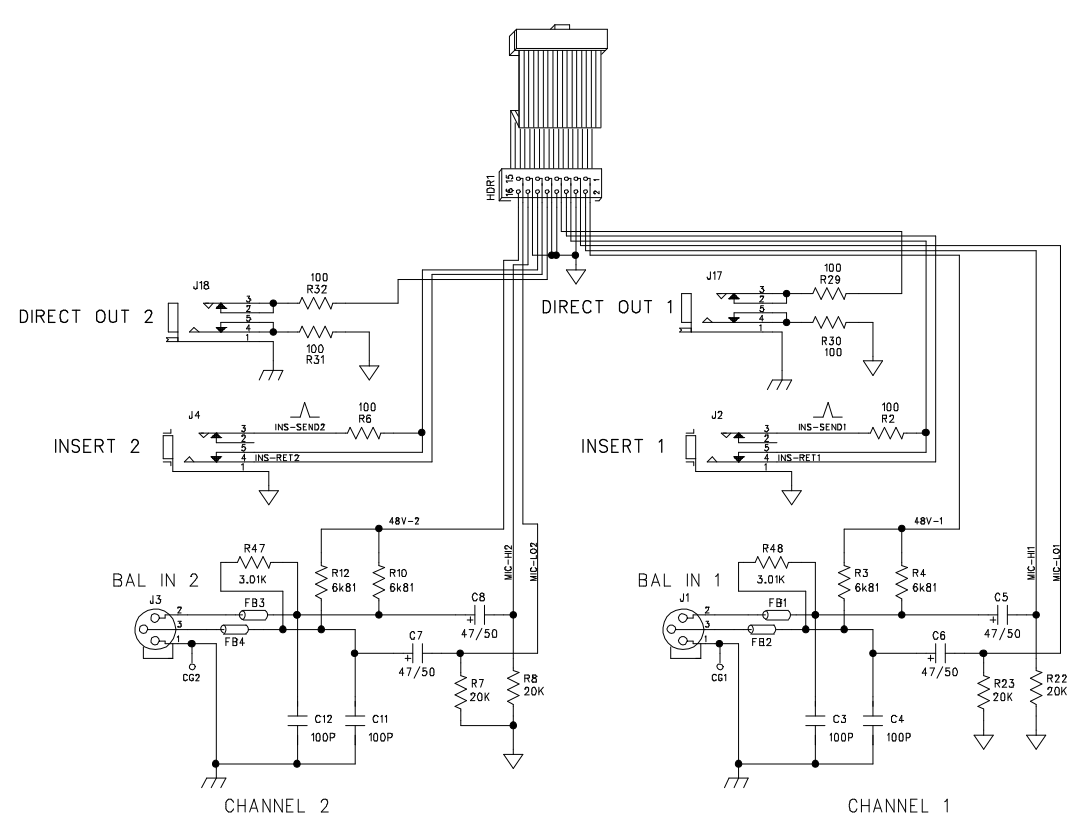 HDR1
15
16
1
2
J18
100
R32
3
2
5
4
1
DIRECT OUT 2
100
R31
J17
100
R29
3
2
5
4
1
DIRECT OUT 1
R30
100
J4
100
R6
3
2
5
4
1
INS-SEND2
INS-RET2
INSERT 2
J2
100
R2
3
2
5
4
1
INS-SEND1
INS-RET1
INSERT 1
48V-2
MIC-HI2
MIC-LO2
R47
3.01K
R12
6k81
R10
6k81
BAL IN 2
J3
2
3
1
FB3
FB4
CG2
C8
+
47/50
C7
+
47/50
R7
20K
R8
20K
C12
100P
C11
100P
CHANNEL 2
48V-1
MIC-HI1
MIC-LO1
R48
3.01K
R3
6k81
R4
6k81
BAL IN 1
J1
2
3
1
FB1
FB2
CG1
C5
+
47/50
C6
+
47/50
R23
20K
R22
20K
C3
100P
C4
100P
CHANNEL 1